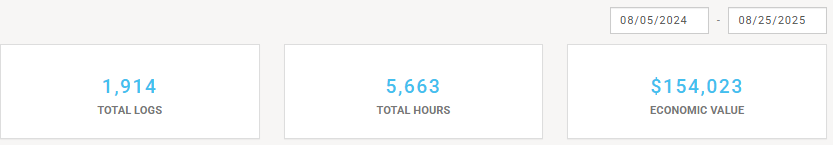 08/05/2024 - 08/25/2025
1,914
TOTAL LOGS
5,663
TOTAL HOURS
$154,023
ECONOMIC VALUE